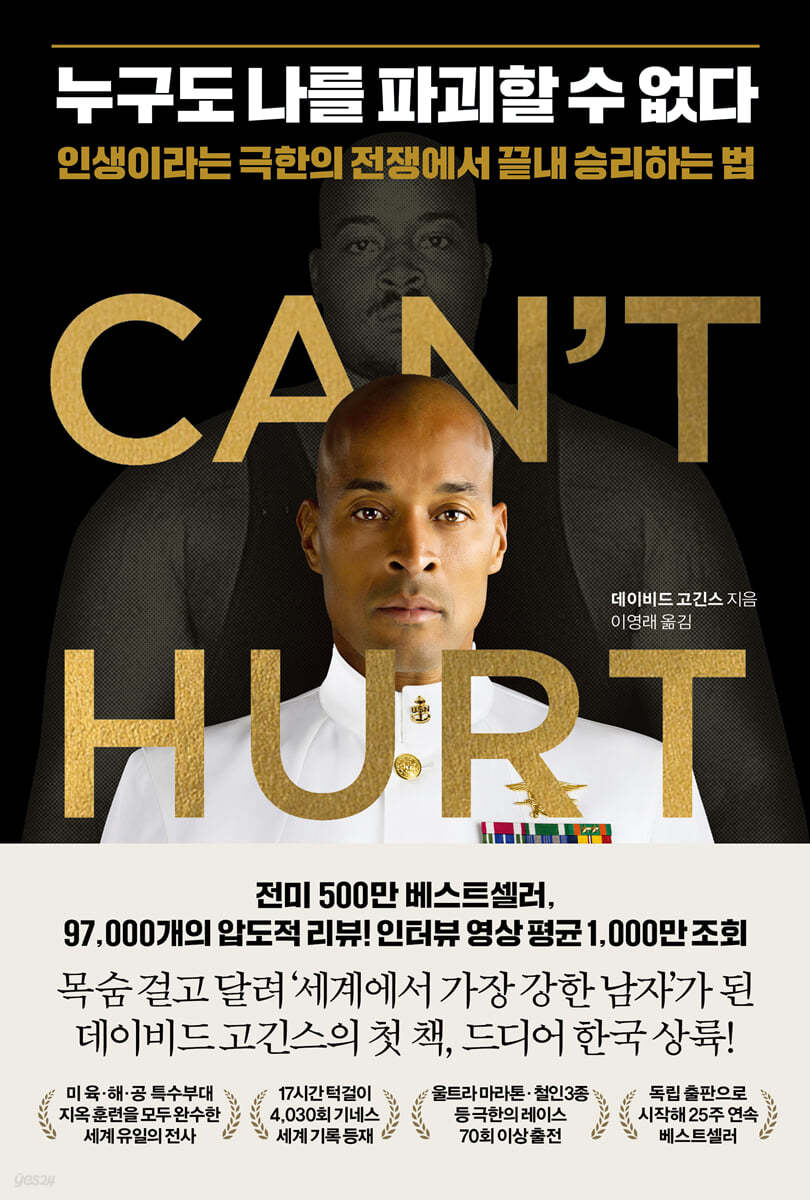 누구도 나를 파괴할 수 없다
인생이라는 극한의 전쟁에서 끝내 승리하는 법
CAN'T
데이비드 고긴스 지음
이영래 옮김
HURT
USN
전미 500만 베스트셀러,
97,000개의 압도적 리뷰! 인터뷰 영상 평균 1,000만 조회
목숨 걸고 달려 ‘세계에서 가장 강한 남자’가 된
데이비드 고긴스의 첫 책, 드디어 한국 상륙!
미 육·해·공 특수부대
지옥 훈련을 모두 완수한
세계 유일의 전사
17시간 턱걸이
4,030회 기네스
세계 기록 등재
울트라 마라톤·철인3종
등 극한의 레이스
70회 이상 출전
독립 출판으로
시작해 25주 연속
베스트셀러
yes24